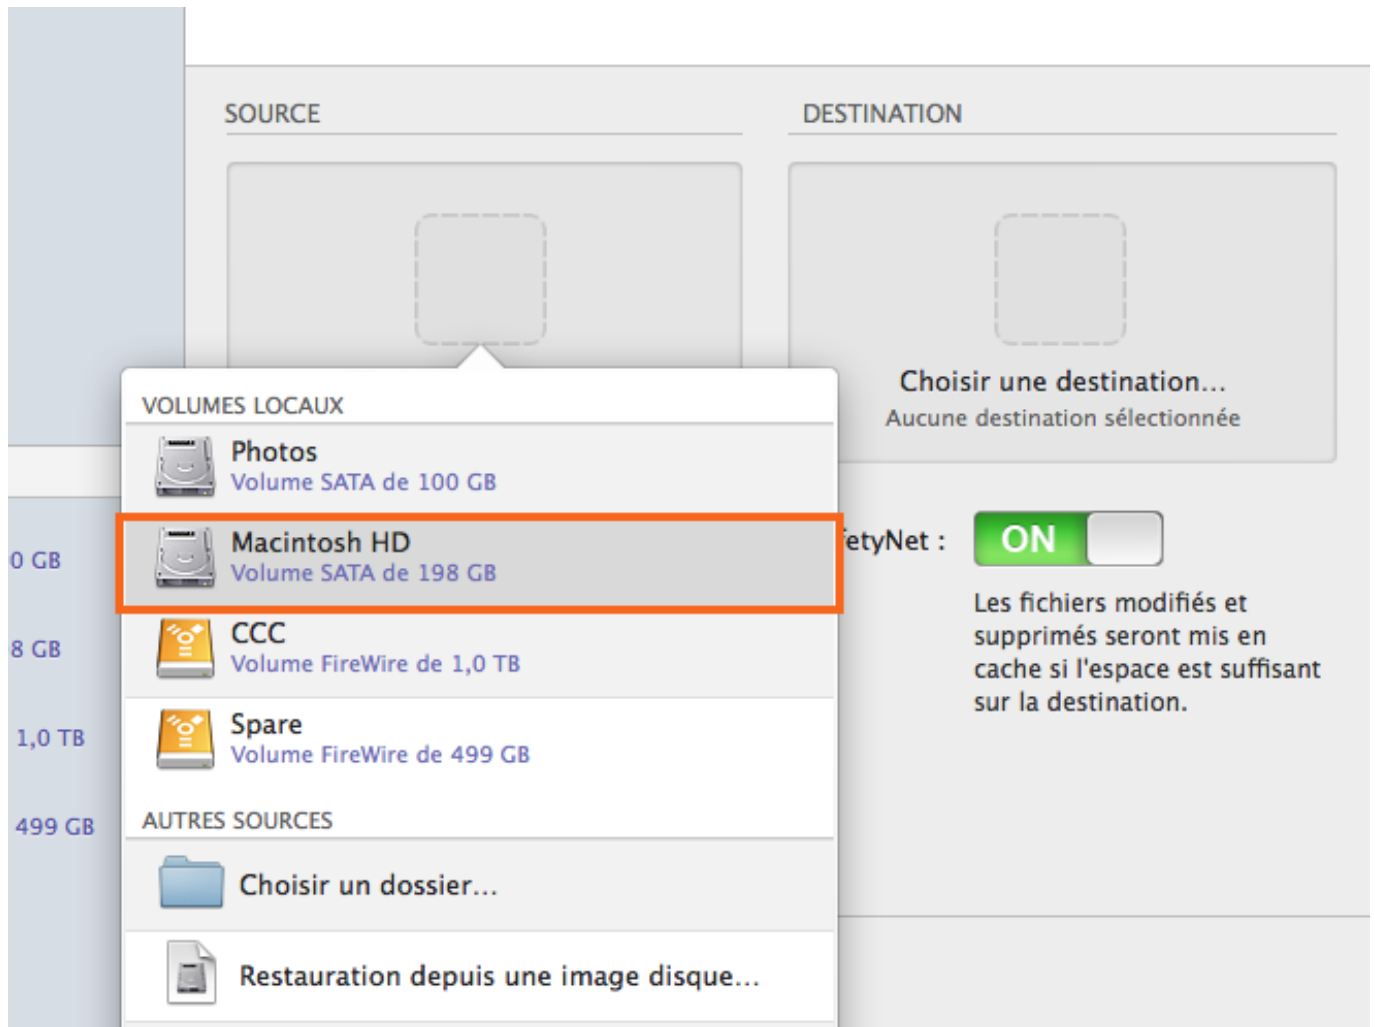 SOURCE
DESTINATION
Choisir une destination...
Aucune destination sélectionnée
VOLUMES LOCAUX
Photos
Volume SATA de 100 GB
Macintosh HD
Volume SATA de 198 GB
CCC
Volume FireWire de 1,0 TB
Spare
Volume FireWire de 499 GB
AUTRES SOURCES
Choisir un dossier...
Restauration depuis une image disque...
0 GB
8 GB
1,0 TB
499 GB
fetyNet :
ON
Les fichiers modifiés et
supprimés seront mis en
cache si l'espace est suffisant
sur la destination.